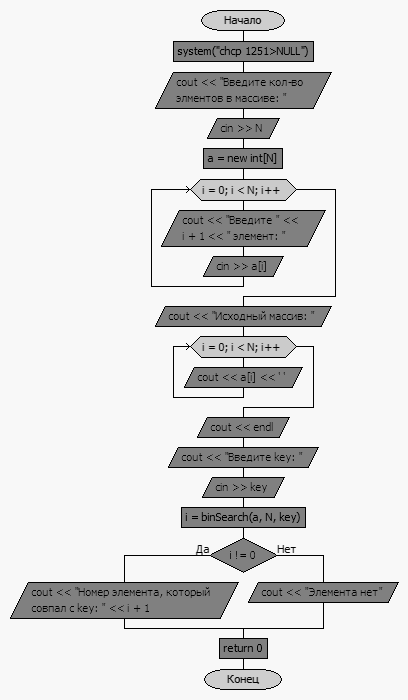 Начало
system("chcp 1251>NULL")
cout << "Введите кол-во
элментов в массиве: "
cin >> N
a = new int[N]
i = 0; i < N; i++
cout << "Введите " <<
i + 1 << " элемент: "
cin >> a[i]
cout << "Исходный массив: "
i = 0; i < N; i++
cout << a[i] << ' '
cout << endl
cout << "Введите key: "
cin >> key
i = binSearch(a, N, key)
i != 0
Да
Нет
cout << "Номер элемента, который
совпал с key: " << i + 1
cout << "Элемента нет"
return 0
Конец